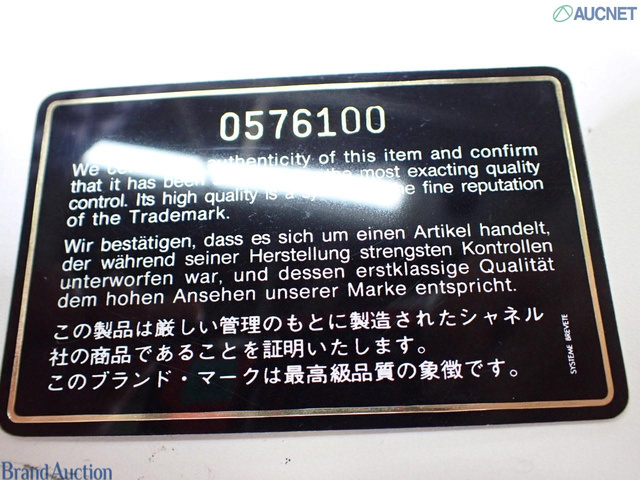 AUCNET
0576100
We authenticity of this item and confirm
that it has been the most exacting quality
control. Its high quality is a the fine reputation
of the Trademark.
Wir bestätigen, dass es sich um einen Artikel handelt,
der während seiner Herstellung strengsten Kontrollen
unterworfen war, und dessen erstklassige Qualität
dem hohen Ansehen unserer Marke entspricht.
この製品は厳しい管理のもとに製造されたシャネル
社の商品であることを証明いたします。
このブランド・マークは最高級品質の象徴です。
SYSTEME BREVETE
Brand Auction